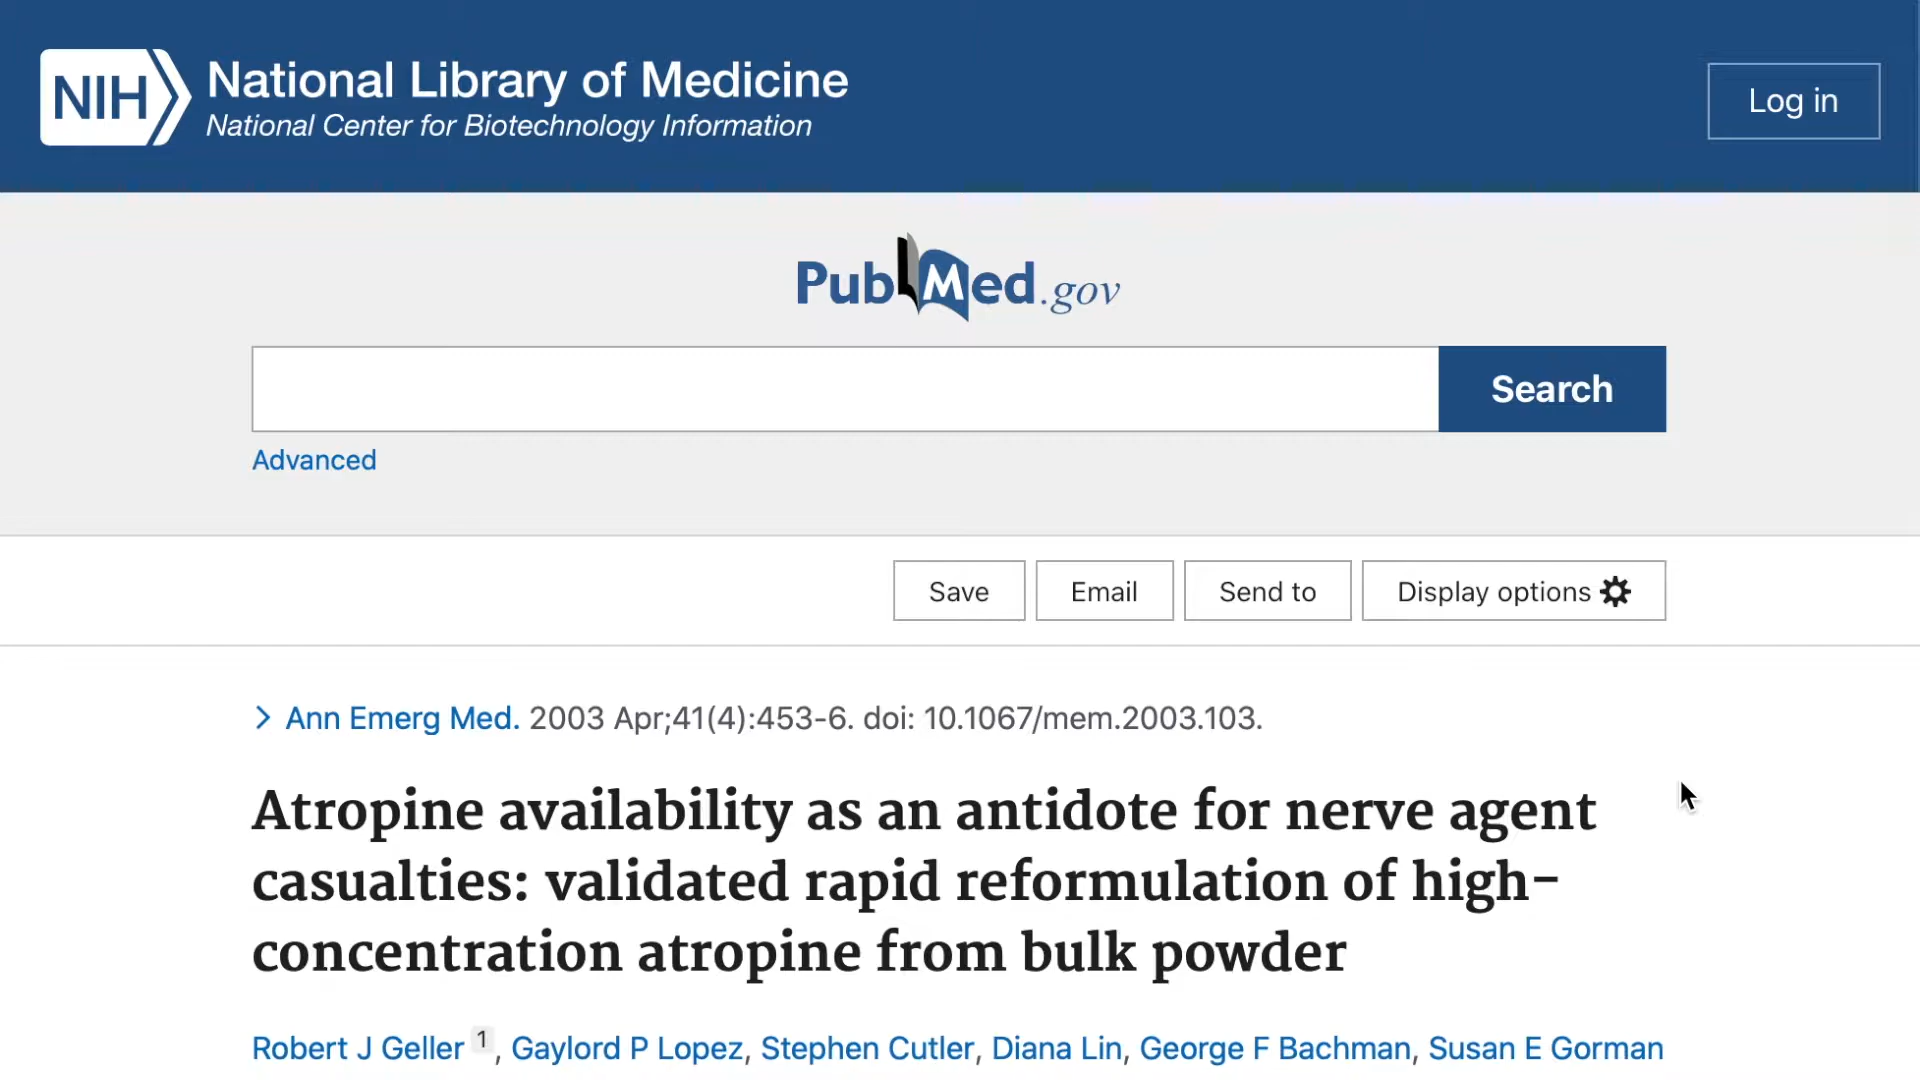 NIH National Library of Medicine
National Center for Biotechnology Information
Log in
PubMed.gov
Search
Advanced
Save Email Send to Display options
Ann Emerg Med. 2003 Apr;41(4):453-6. doi: 10.1067/mem.2003.103.
Atropine availability as an antidote for nerve agent
casualties: validated rapid reformulation of high-
concentration atropine from bulk powder
Robert J Geller 1, Gaylord P Lopez, Stephen Cutler, Diana Lin, George F Bachman, Susan E Gorman